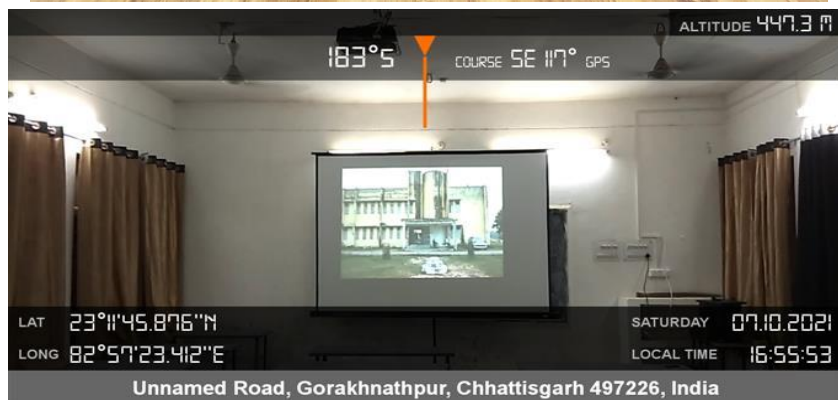 ALTITUDE 447.3 m
183°S COURSE SE 117° GPS
LAT 23°11'45.876"N
LONG 82°57'23.412"E
SATURDAY 07.10.2021
LOCAL TIME 16:55:53
Unnamed Road, Gorakhnathpur, Chhattisgarh 497226, India